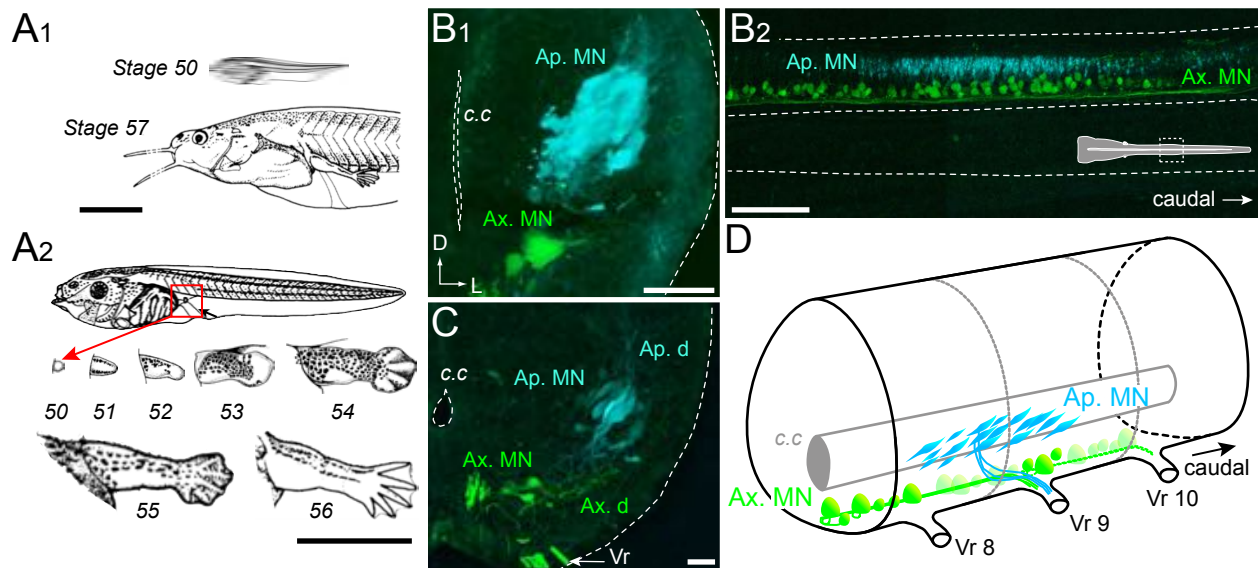 A1
Stage 50
Stage 57
A2
50
51
52
53
54
55
56
B1
Ap. MN
c.c
Ax. MN
D
L
B2
Ap. MN
Ax. MN
caudal
C
Ap. d
c.c
Ap. MN
Ax. MN
Ax. d
Vr
D
Ap. MN
c.c
caudal
Ax. MN
Vr 10
Vr 9
Vr 8